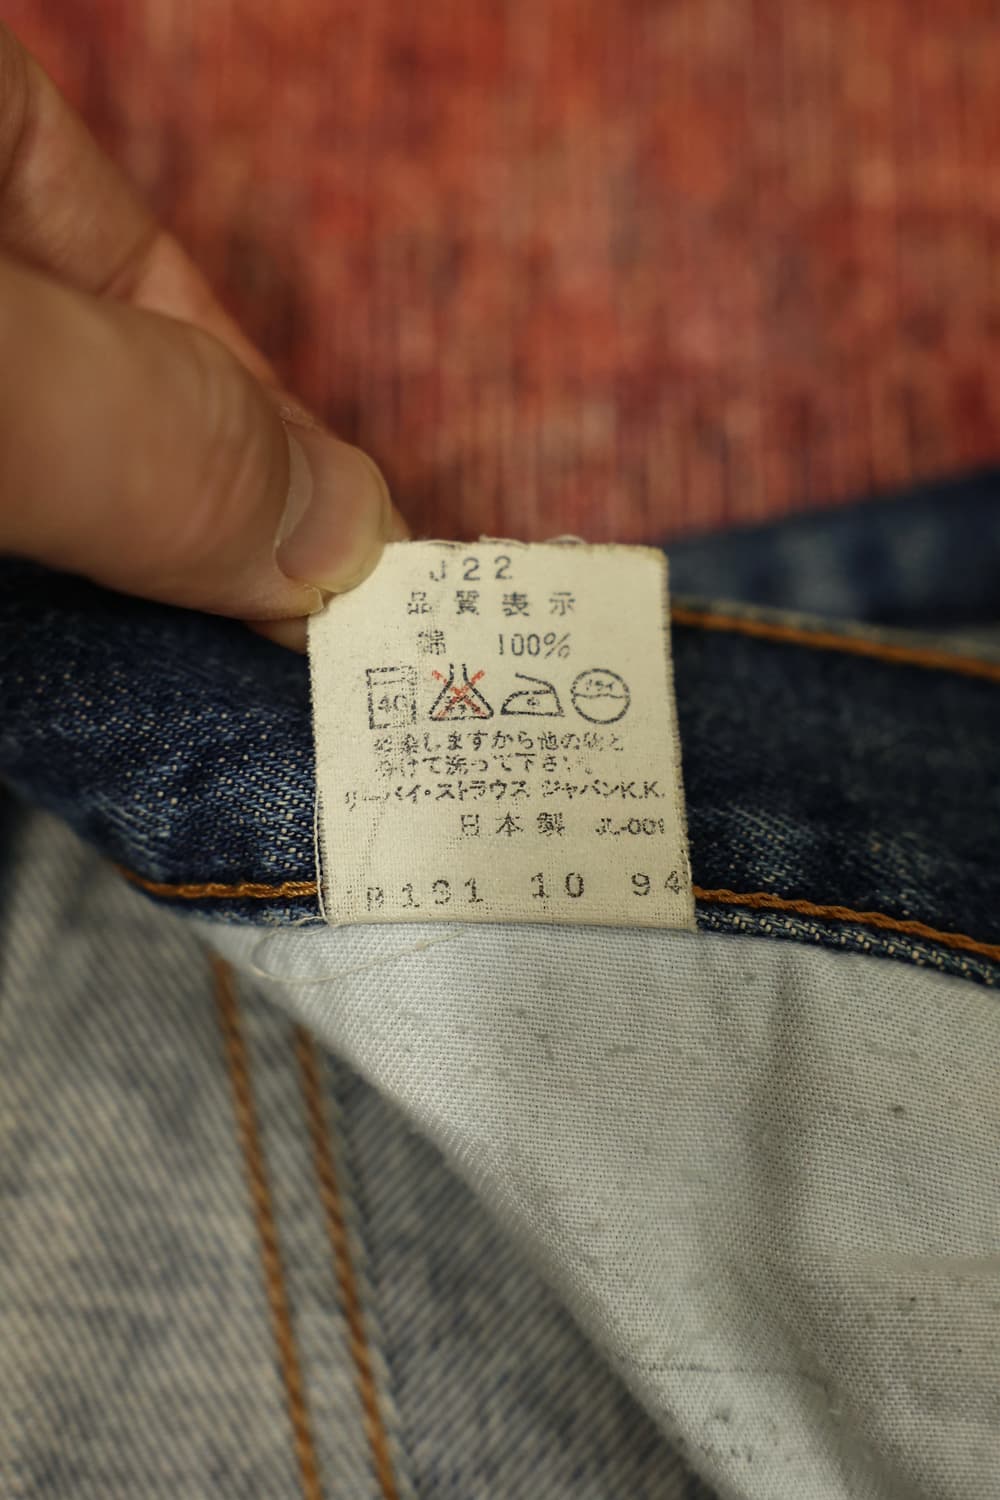 J22
品質表示
綿 100%
40
色落しますから他の物と
分けて洗って下さい。
リーバイ・ストラウス ジャパンK.K.
日本製 JL-001
191 10 94